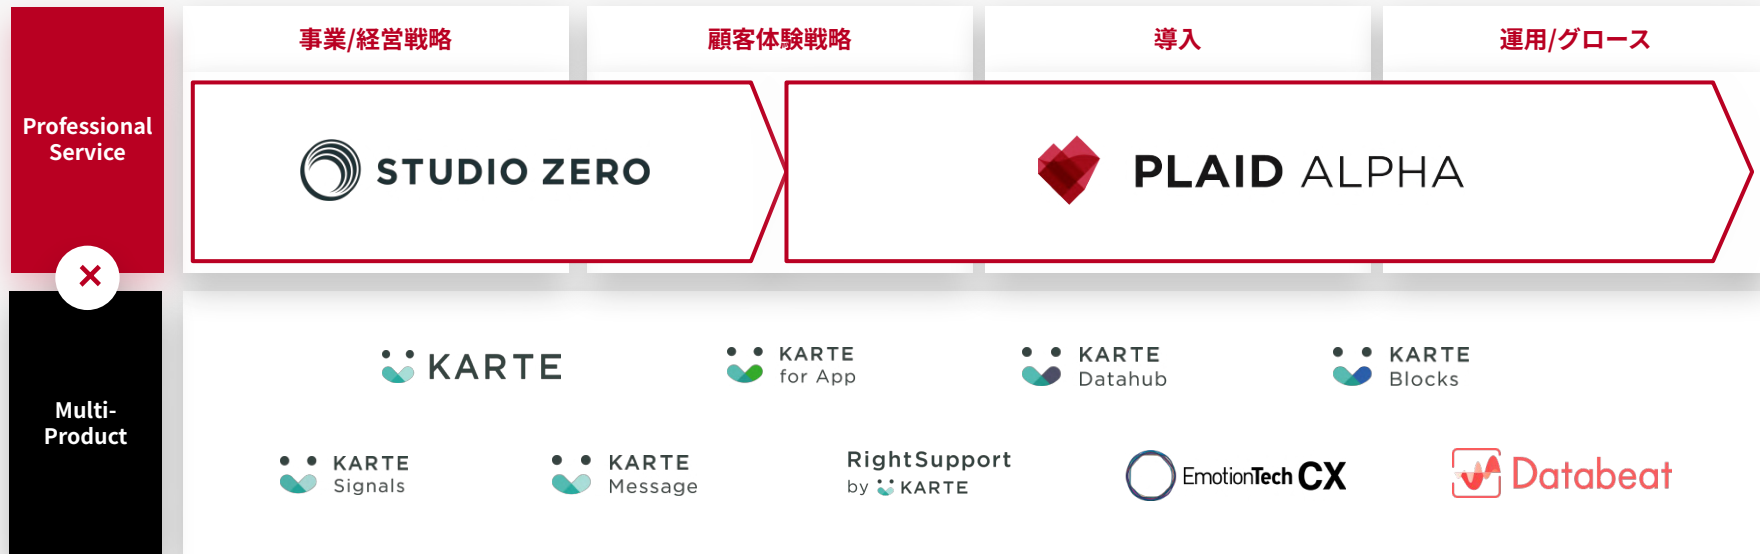 事業/経営戦略
顧客体験戦略
導入
運用/グロース
Professional
Service
STUDIO ZERO
PLAID ALPHA
×
Multi-
Product
KARTE
KARTE
for App
KARTE
Datahub
KARTE
Blocks
KARTE
Signals
KARTE
Message
RightSupport
by KARTE
EmotionTech CX
Databeat